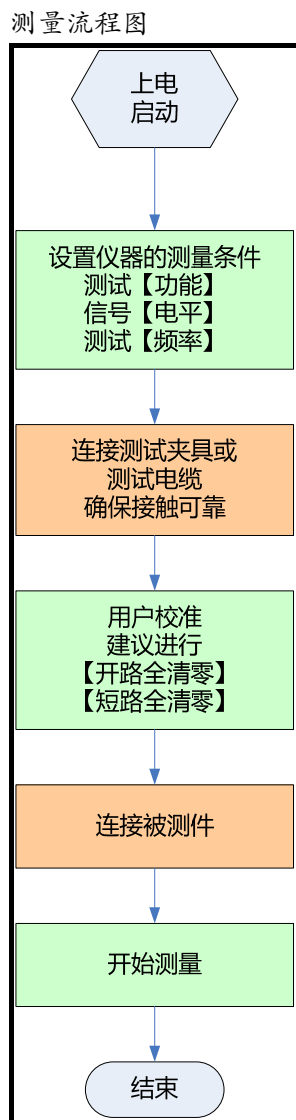 测量流程图
上电
启动
设置仪器的测量条件
测试【功能】
信号【电平】
测试【频率】
连接测试夹具或
测试电缆
确保接触可靠
用户校准
建议进行
【开路全清零】
【短路全清零】
连接被测件
开始测量
结束